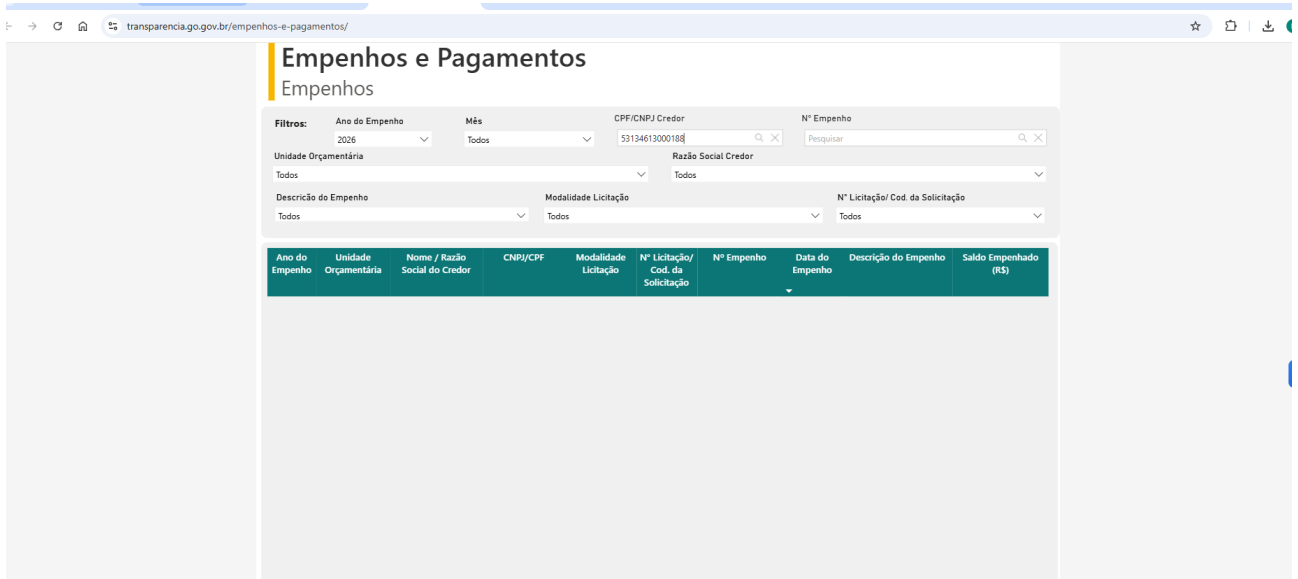 transparencia.go.gov.br/empenhos-e-pagamentos/
Empenhos e Pagamentos
Empenhos
Filtros:
Ano do Empenho
2026
Mês
Todos
CPF/CNPJ Credor
53134613000188
N° Empenho
Pesquisar
Unidade Orçamentária
Todos
Razão Social Credor
Todos
Descricão do Empenho
Todos
Modalidade Licitação
Todos
N° Licitação/ Cod. da Solicitação
Todos
Ano do
Empenho
Unidade
Orçamentária
Nome / Razão
Social do Credor
CNPJ/CPF
Modalidade
Licitação
Nº Licitação/
Cod. da
Solicitação
Nº Empenho
Data do
Empenho
Descrição do Empenho
Saldo Empenhado
(R$)